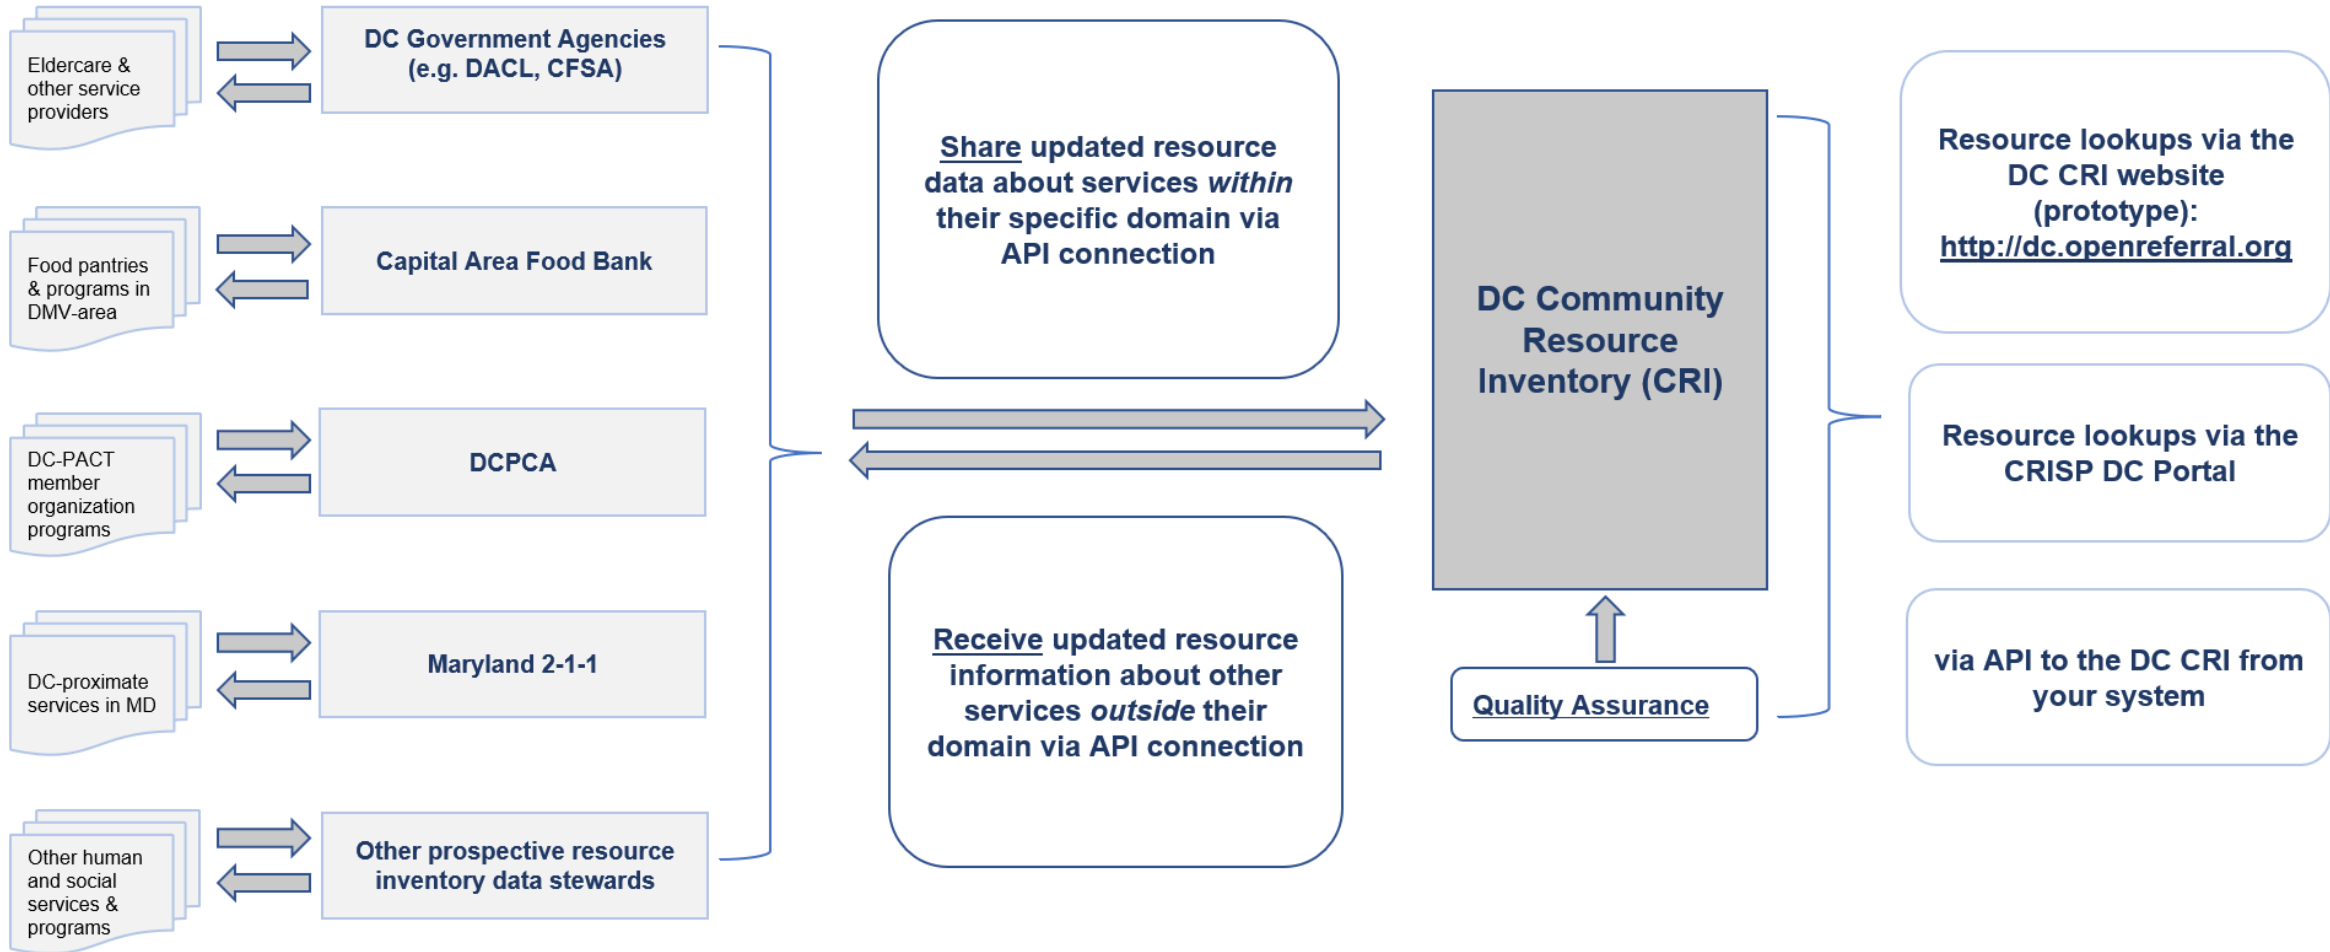 Eldercare &
other service
providers
DC Government Agencies
(e.g. DACL, CFSA)
Food pantries
& programs in
DMV-area
Capital Area Food Bank
DC-PACT
member
organization
programs
DCPCA
DC-proximate
services in MD
Maryland 2-1-1
Other human
and social
services &
programs
Other prospective resource
inventory data stewards
Share updated resource
data about services within
their specific domain via
API connection
Receive updated resource
information about other
services outside their
domain via API connection
DC Community
Resource
Inventory (CRI)
Quality Assurance
Resource lookups via the
DC CRI website
(prototype):
http://dc.openreferral.org
Resource lookups via the
CRISP DC Portal
via API to the DC CRI from
your system